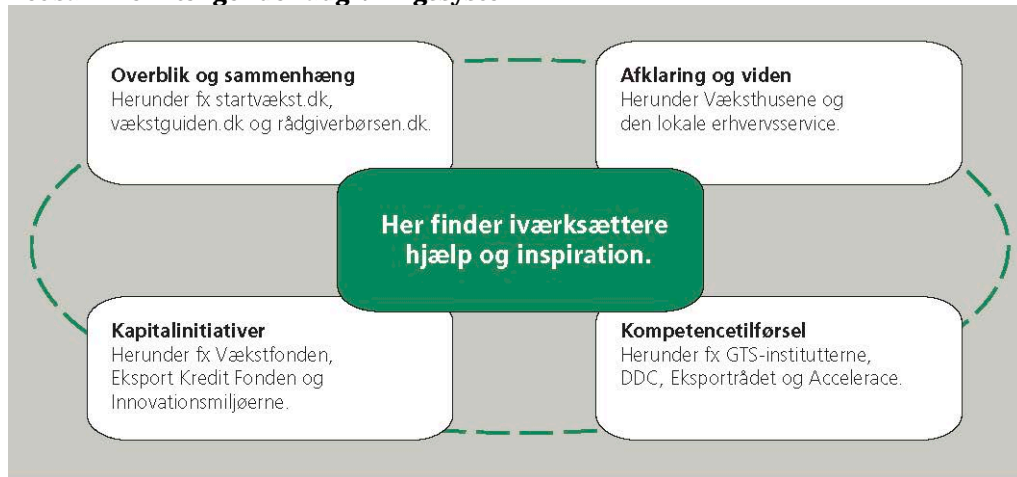 Overblik og sammenhæng
Herunder fx startvækst.dk,
vækstguiden.dk og rådgiverbørsen.dk.
Afklaring og viden
Herunder Væksthusene og
den lokale erhvervsservice.
Her finder iværksættere
hjælp og inspiration.
Kapitalinitiativer
Herunder fx Vækstfonden,
Eksport Kredit Fonden og
Innovationsmiljøerne.
Kompetencetilførsel
Herunder fx GTS-institutterne,
DDC, Eksportrådet og Accelerace.